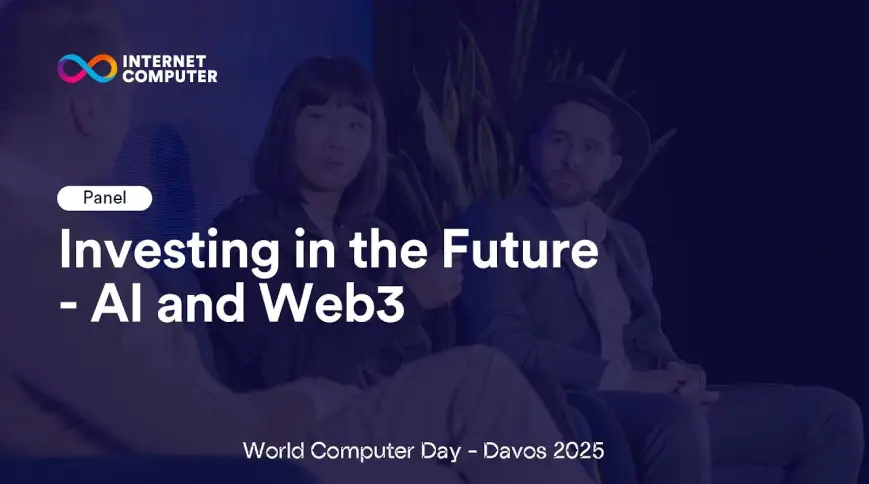 INTERNET
COMPUTER
Panel
Investing in the Future
- AI and Web3
World Computer Day - Davos 2025